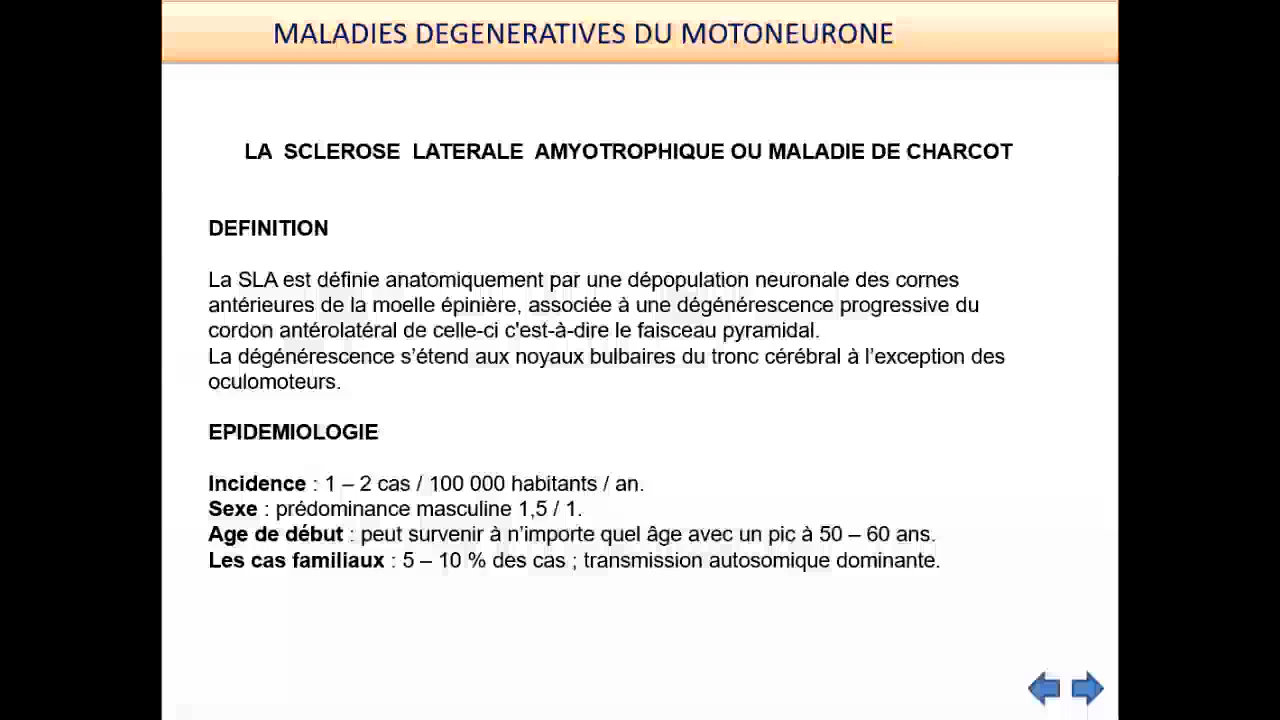 MALADIES DEGENERATIVES DU MOTONEURONE
LA SCLEROSE LATERALE AMYOTROPHIQUE OU MALADIE DE CHARCOT
DEFINITION
La SLA est définie anatomiquement par une dépopulation neuronale des cornes
antérieures de la moelle épinière, associée à une dégénérescence progressive du
cordon antérolatéral de celle-ci c'est-à-dire le faisceau pyramidal.
La dégénérescence s’étend aux noyaux bulbaires du tronc cérébral à l’exception des
oculomoteurs.
EPIDEMIOLOGIE
Incidence : 1 – 2 cas / 100 000 habitants / an.
Sexe : prédominance masculine 1,5 / 1.
Age de début : peut survenir à n’importe quel âge avec un pic à 50 – 60 ans.
Les cas familiaux : 5 – 10 % des cas ; transmission autosomique dominante.